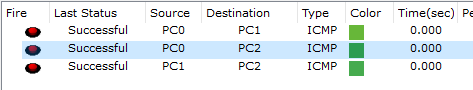 Fire Last Status Source Destination Type Color Time(sec) Pe
Successful PC0 PC1 ICMP 0.000
Successful PC0 PC2 ICMP 0.000
Successful PC1 PC2 ICMP 0.000